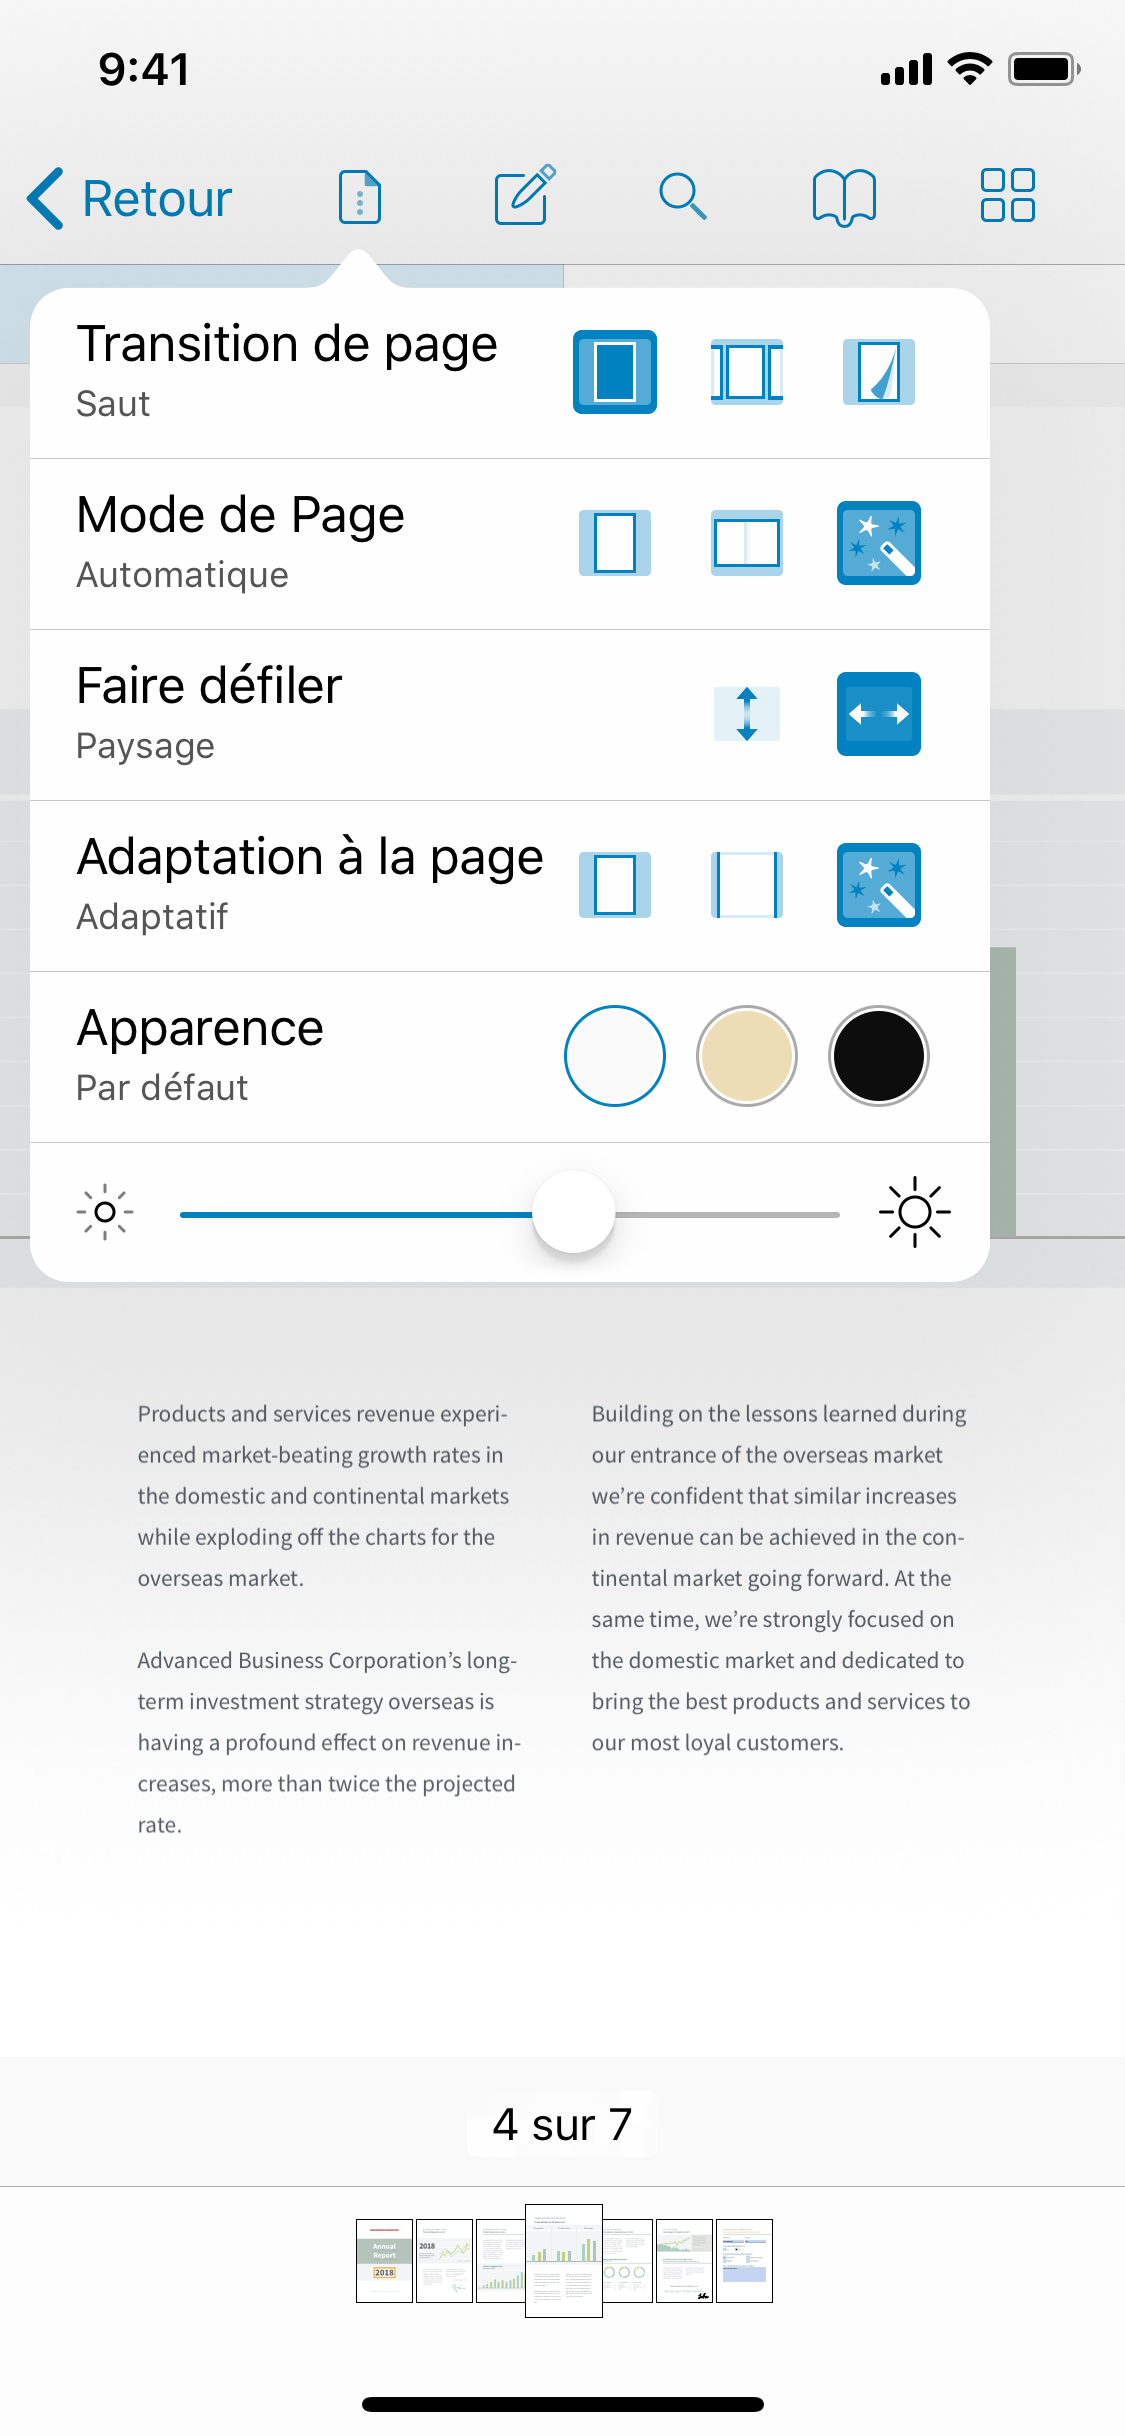 9:41
Retour
Transition de page
Saut
Mode de Page
Automatique
Faire défiler
Paysage
Adaptation à la page
Adaptatif
Apparence
Par défaut
Products and services revenue experi-
enced market-beating growth rates in
the domestic and continental markets
while exploding off the charts for the
overseas market.
Advanced Business Corporation’s long-
term investment strategy overseas is
having a profound effect on revenue in-
creases, more than twice the projected
rate.
Building on the lessons learned during
our entrance of the overseas market
we’re confident that similar increases
in revenue can be achieved in the con-
tinental market going forward. At the
same time, we’re strongly focused on
the domestic market and dedicated to
bring the best products and services to
our most loyal customers.
4 sur 7
Annual
Report
2018
2018